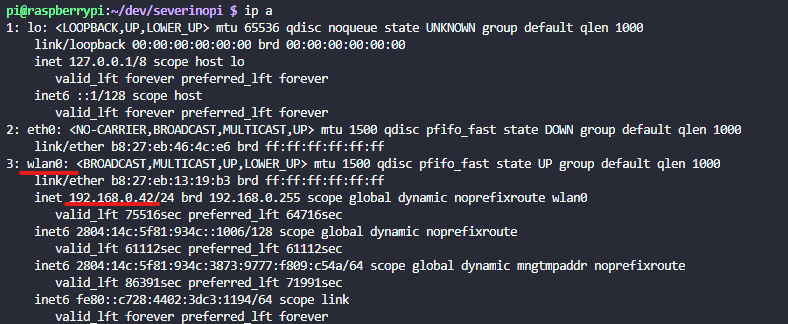 pi@raspberrypi:~/dev/severinopi $ ip a
1: lo: <LOOPBACK,UP,LOWER_UP> mtu 65536 qdisc noqueue state UNKNOWN group default qlen 1000
    link/loopback 00:00:00:00:00:00 brd 00:00:00:00:00:00
    inet 127.0.0.1/8 scope host lo
       valid_lft forever preferred_lft forever
    inet6 ::1/128 scope host
       valid_lft forever preferred_lft forever
2: eth0: <NO-CARRIER,BROADCAST,MULTICAST,UP> mtu 1500 qdisc pfifo_fast state DOWN group default qlen 1000
    link/ether b8:27:eb:46:4c:e6 brd ff:ff:ff:ff:ff:ff
3: wlan0: <BROADCAST,MULTICAST,UP,LOWER_UP> mtu 1500 qdisc pfifo_fast state UP group default qlen 1000
    link/ether b8:27:eb:13:19:b3 brd ff:ff:ff:ff:ff:ff
    inet 192.168.0.42/24 brd 192.168.0.255 scope global dynamic noprefixroute wlan0
       valid_lft 75516sec preferred_lft 64716sec
    inet6 2804:14c:5f81:934c::1006/128 scope global dynamic noprefixroute
       valid_lft 61112sec preferred_lft 61112sec
    inet6 2804:14c:5f81:934c:3873:9777:f809:c54a/64 scope global dynamic mngtmpaddr noprefixroute
       valid_lft 86391sec preferred_lft 71991sec
    inet6 fe80::c728:4402:3dc3:1194/64 scope link
       valid_lft forever preferred_lft forever